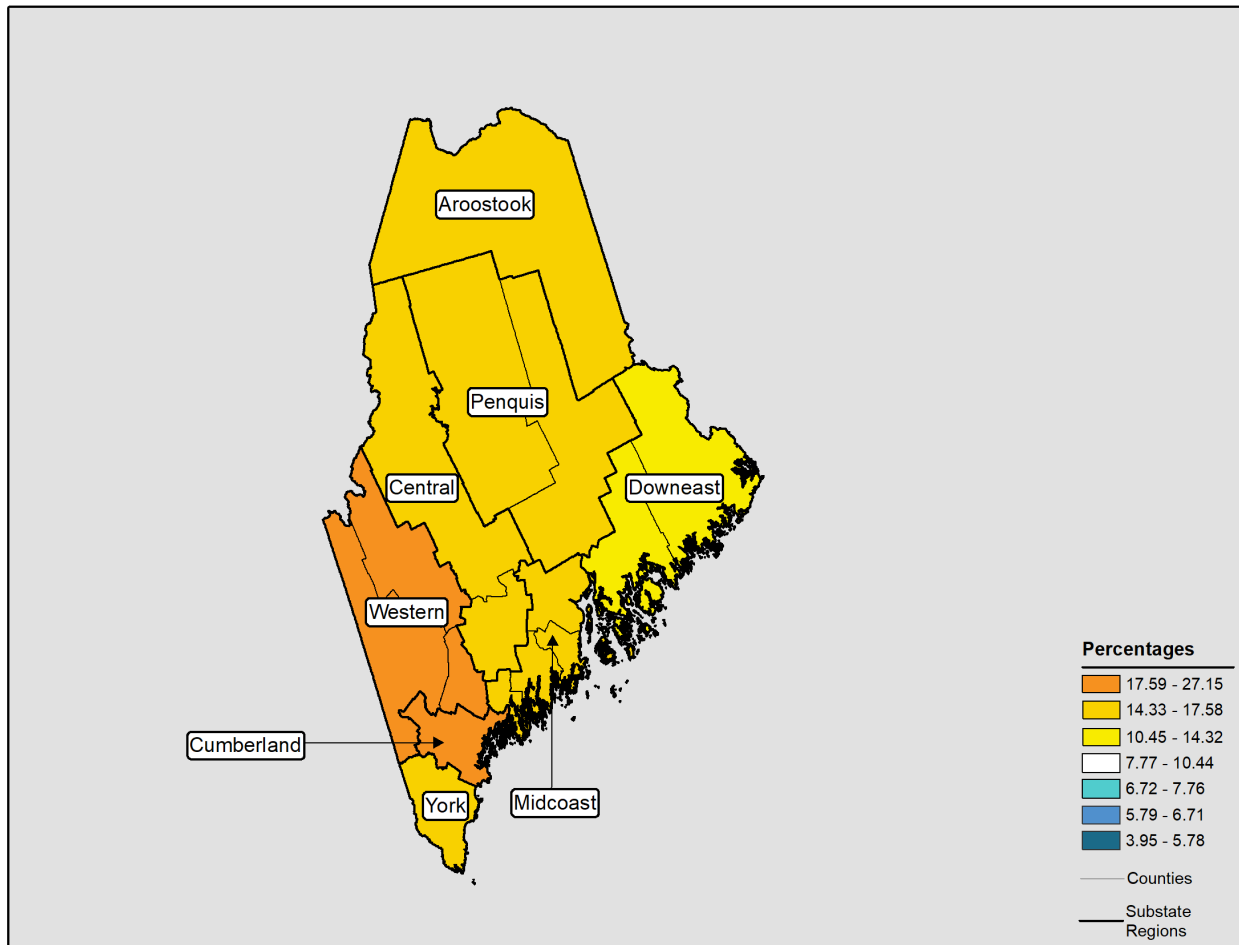 Aroostook
Penquis
Central
Downeast
Western
Cumberland
York
Midcoast
Percentages
17.59 - 27.15
14.33 - 17.58
10.45 - 14.32
7.77 - 10.44
6.72 - 7.76
5.79 - 6.71
3.95 - 5.78
Counties
Substate
Regions